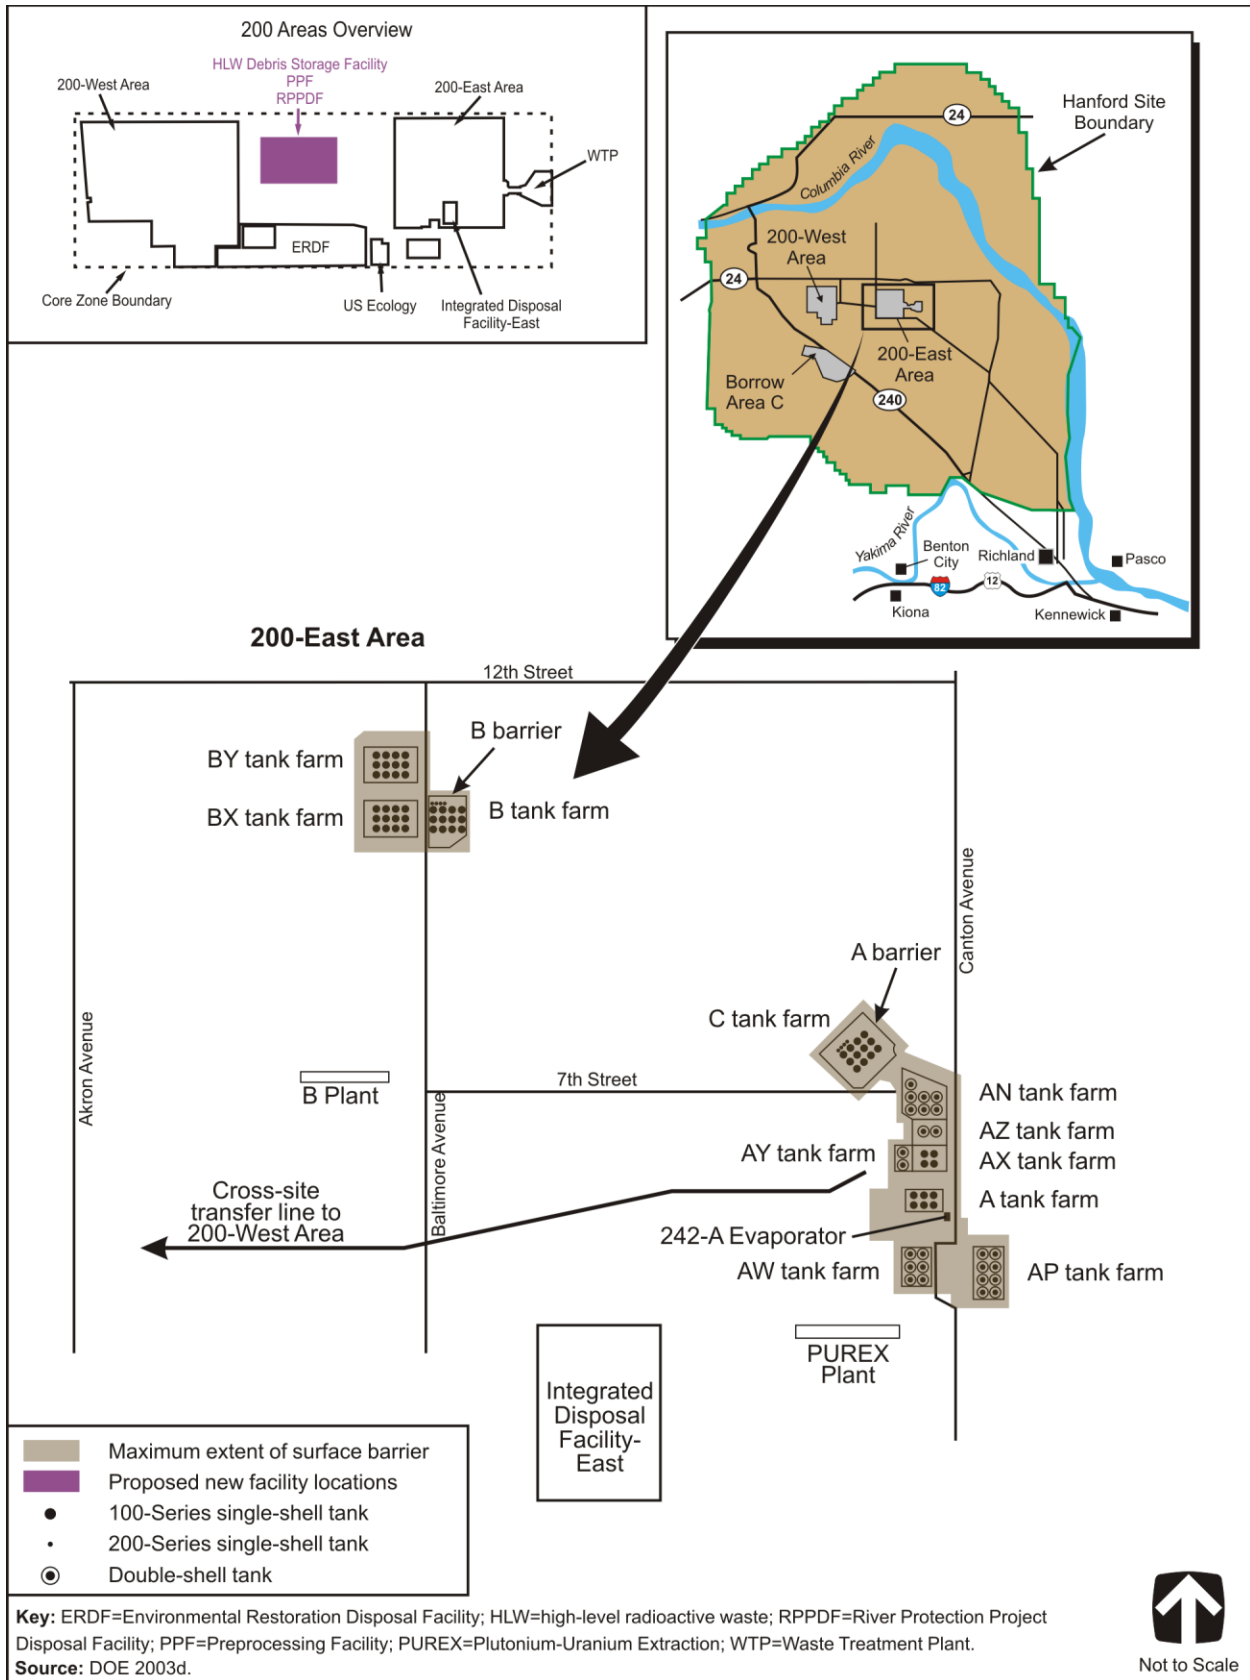 200 Areas Overview
HLW Debris Storage Facility
PPF
RPPDF
200-West Area
200-East Area
WTP
ERDF
Core Zone Boundary
US Ecology
Integrated Disposal
Facility-East
24
Hanford Site
Boundary
Columbia River
200-West
Area
24
200-East
Area
Borrow
Area C
240
Yakima River
Benton
City
Richland
Pasco
82
12
Kiona
Kennewick
200-East Area
12th Street
B barrier
BY tank farm
BX tank farm
B tank farm
Canton Avenue
A barrier
C tank farm
Akron Avenue
7th Street
B Plant
Baltimore Avenue
AN tank farm
AZ tank farm
AY tank farm
AX tank farm
A tank farm
Cross-site
transfer line to
200-West Area
242-A Evaporator
AW tank farm
AP tank farm
PUREX
Plant
Integrated
Disposal
Facility-
East
Maximum extent of surface barrier
Proposed new facility locations
100-Series single-shell tank
200-Series single-shell tank
Double-shell tank
Key: ERDF=Environmental Restoration Disposal Facility; HLW=high-level radioactive waste; RPPDF=River Protection Project
Disposal Facility; PPF=Preprocessing Facility; PUREX=Plutonium-Uranium Extraction; WTP=Waste Treatment Plant.
Source: DOE 2003d.
Not to Scale